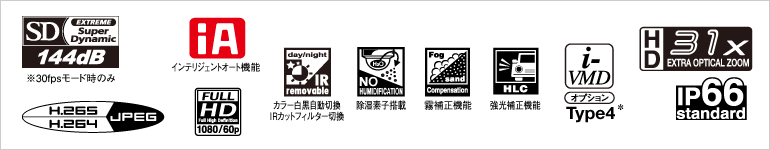 SD EXTREME Super Dynamic
144dB
※30fpsモード時のみ
H.265
H.264
JPEG
iA
インテリジェントオート機能
FULL
HD
Full High Definition
1080/60p
day/night
IR
removable
カラー白黒自動切換
IRカットフィルター切換
H₂O
NO
HUMIDIFICATION
除湿素子搭載
Fog
sand
Compensation
霧補正機能
HLC
強光補正機能
i-
VMD
オプション
Type4*
HD 31x
EXTRA OPTICAL ZOOM
IP66
standard